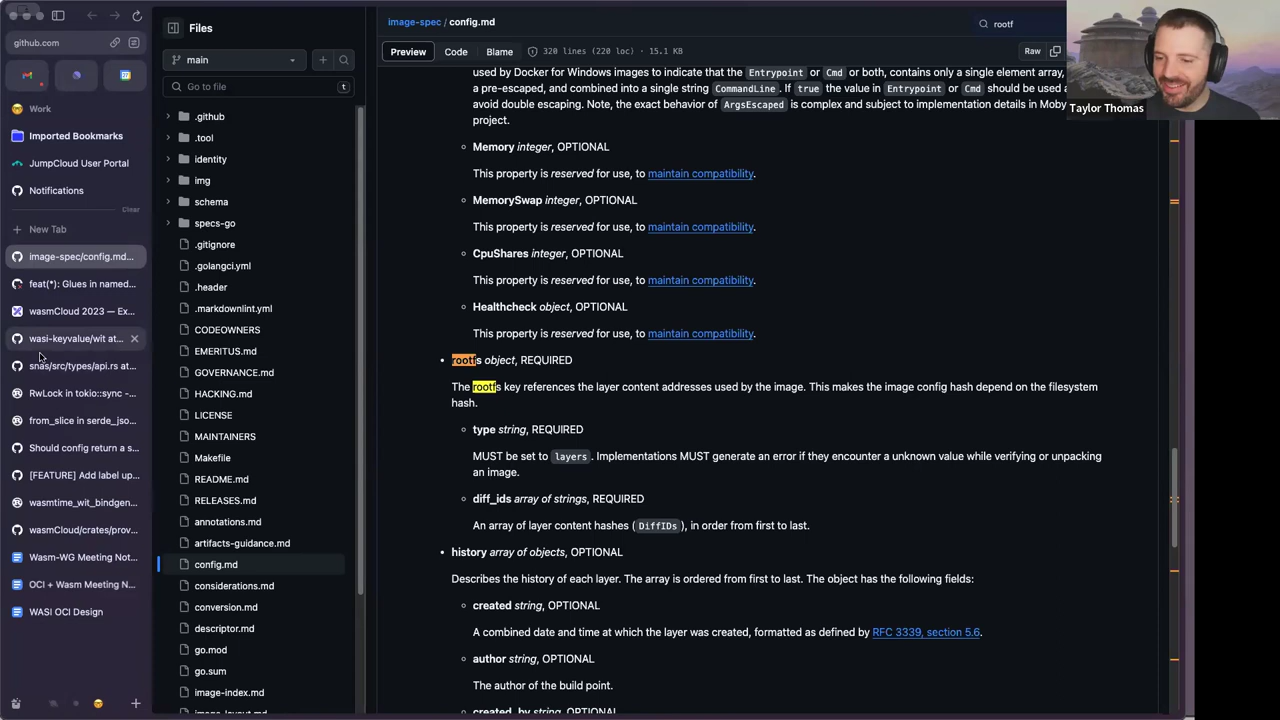 github.com
Work
Imported Bookmarks
JumpCloud User Portal
Notifications
Clear
New Tab
image-spec/config.md...
feat(*): Glues in named...
wasmCloud 2023 — Ex...
wasi-keyvalue/wit at...
snas/src/types/api.rs at...
RwLock in tokio::sync -...
from_slice in serde_jso...
Should config return a s...
[FEATURE] Add label up...
wasmtime_wit_bindgen...
wasmCloud/crates/prov...
Wasm-WG Meeting Not...
OCI + Wasm Meeting N...
WASI OCI Design
Files
main
Go to file
t
.github
.tool
identity
img
schema
specs-go
.gitignore
.golangci.yml
.header
.markdownlint.yml
CODEOWNERS
EMERITUS.md
GOVERNANCE.md
HACKING.md
LICENSE
MAINTAINERS
Makefile
README.md
RELEASES.md
annotations.md
artifacts-guidance.md
config.md
considerations.md
conversion.md
descriptor.md
go.mod
go.sum
image-index.md
image-layout.md
image-spec / config.md
rootf
Preview Code Blame 320 lines (220 loc) · 15.1 KB Raw
used by Docker for Windows images to indicate that the Entrypoint or Cmd or both, contains only a single element array,
a pre-escaped, and combined into a single string CommandLine. If true the value in Entrypoint or Cmd should be used a
avoid double escaping. Note, the exact behavior of ArgsEscaped is complex and subject to implementation details in Moby
project.
Memory integer, OPTIONAL
This property is reserved for use, to maintain compatibility.
MemorySwap integer, OPTIONAL
This property is reserved for use, to maintain compatibility.
CpuShares integer, OPTIONAL
This property is reserved for use, to maintain compatibility.
Healthcheck object, OPTIONAL
This property is reserved for use, to maintain compatibility.
rootfs object, REQUIRED
The rootfs key references the layer content addresses used by the image. This makes the image config hash depend on the filesystem
hash.
type string, REQUIRED
MUST be set to layers. Implementations MUST generate an error if they encounter a unknown value while verifying or unpacking
an image.
diff_ids array of strings, REQUIRED
An array of layer content hashes (DiffIDs), in order from first to last.
history array of objects, OPTIONAL
Describes the history of each layer. The array is ordered from first to last. The object has the following fields:
created string, OPTIONAL
A combined date and time at which the layer was created, formatted as defined by RFC 3339, section 5.6.
author string, OPTIONAL
The author of the build point.
created_by string, OPTIONAL
Taylor Thomas